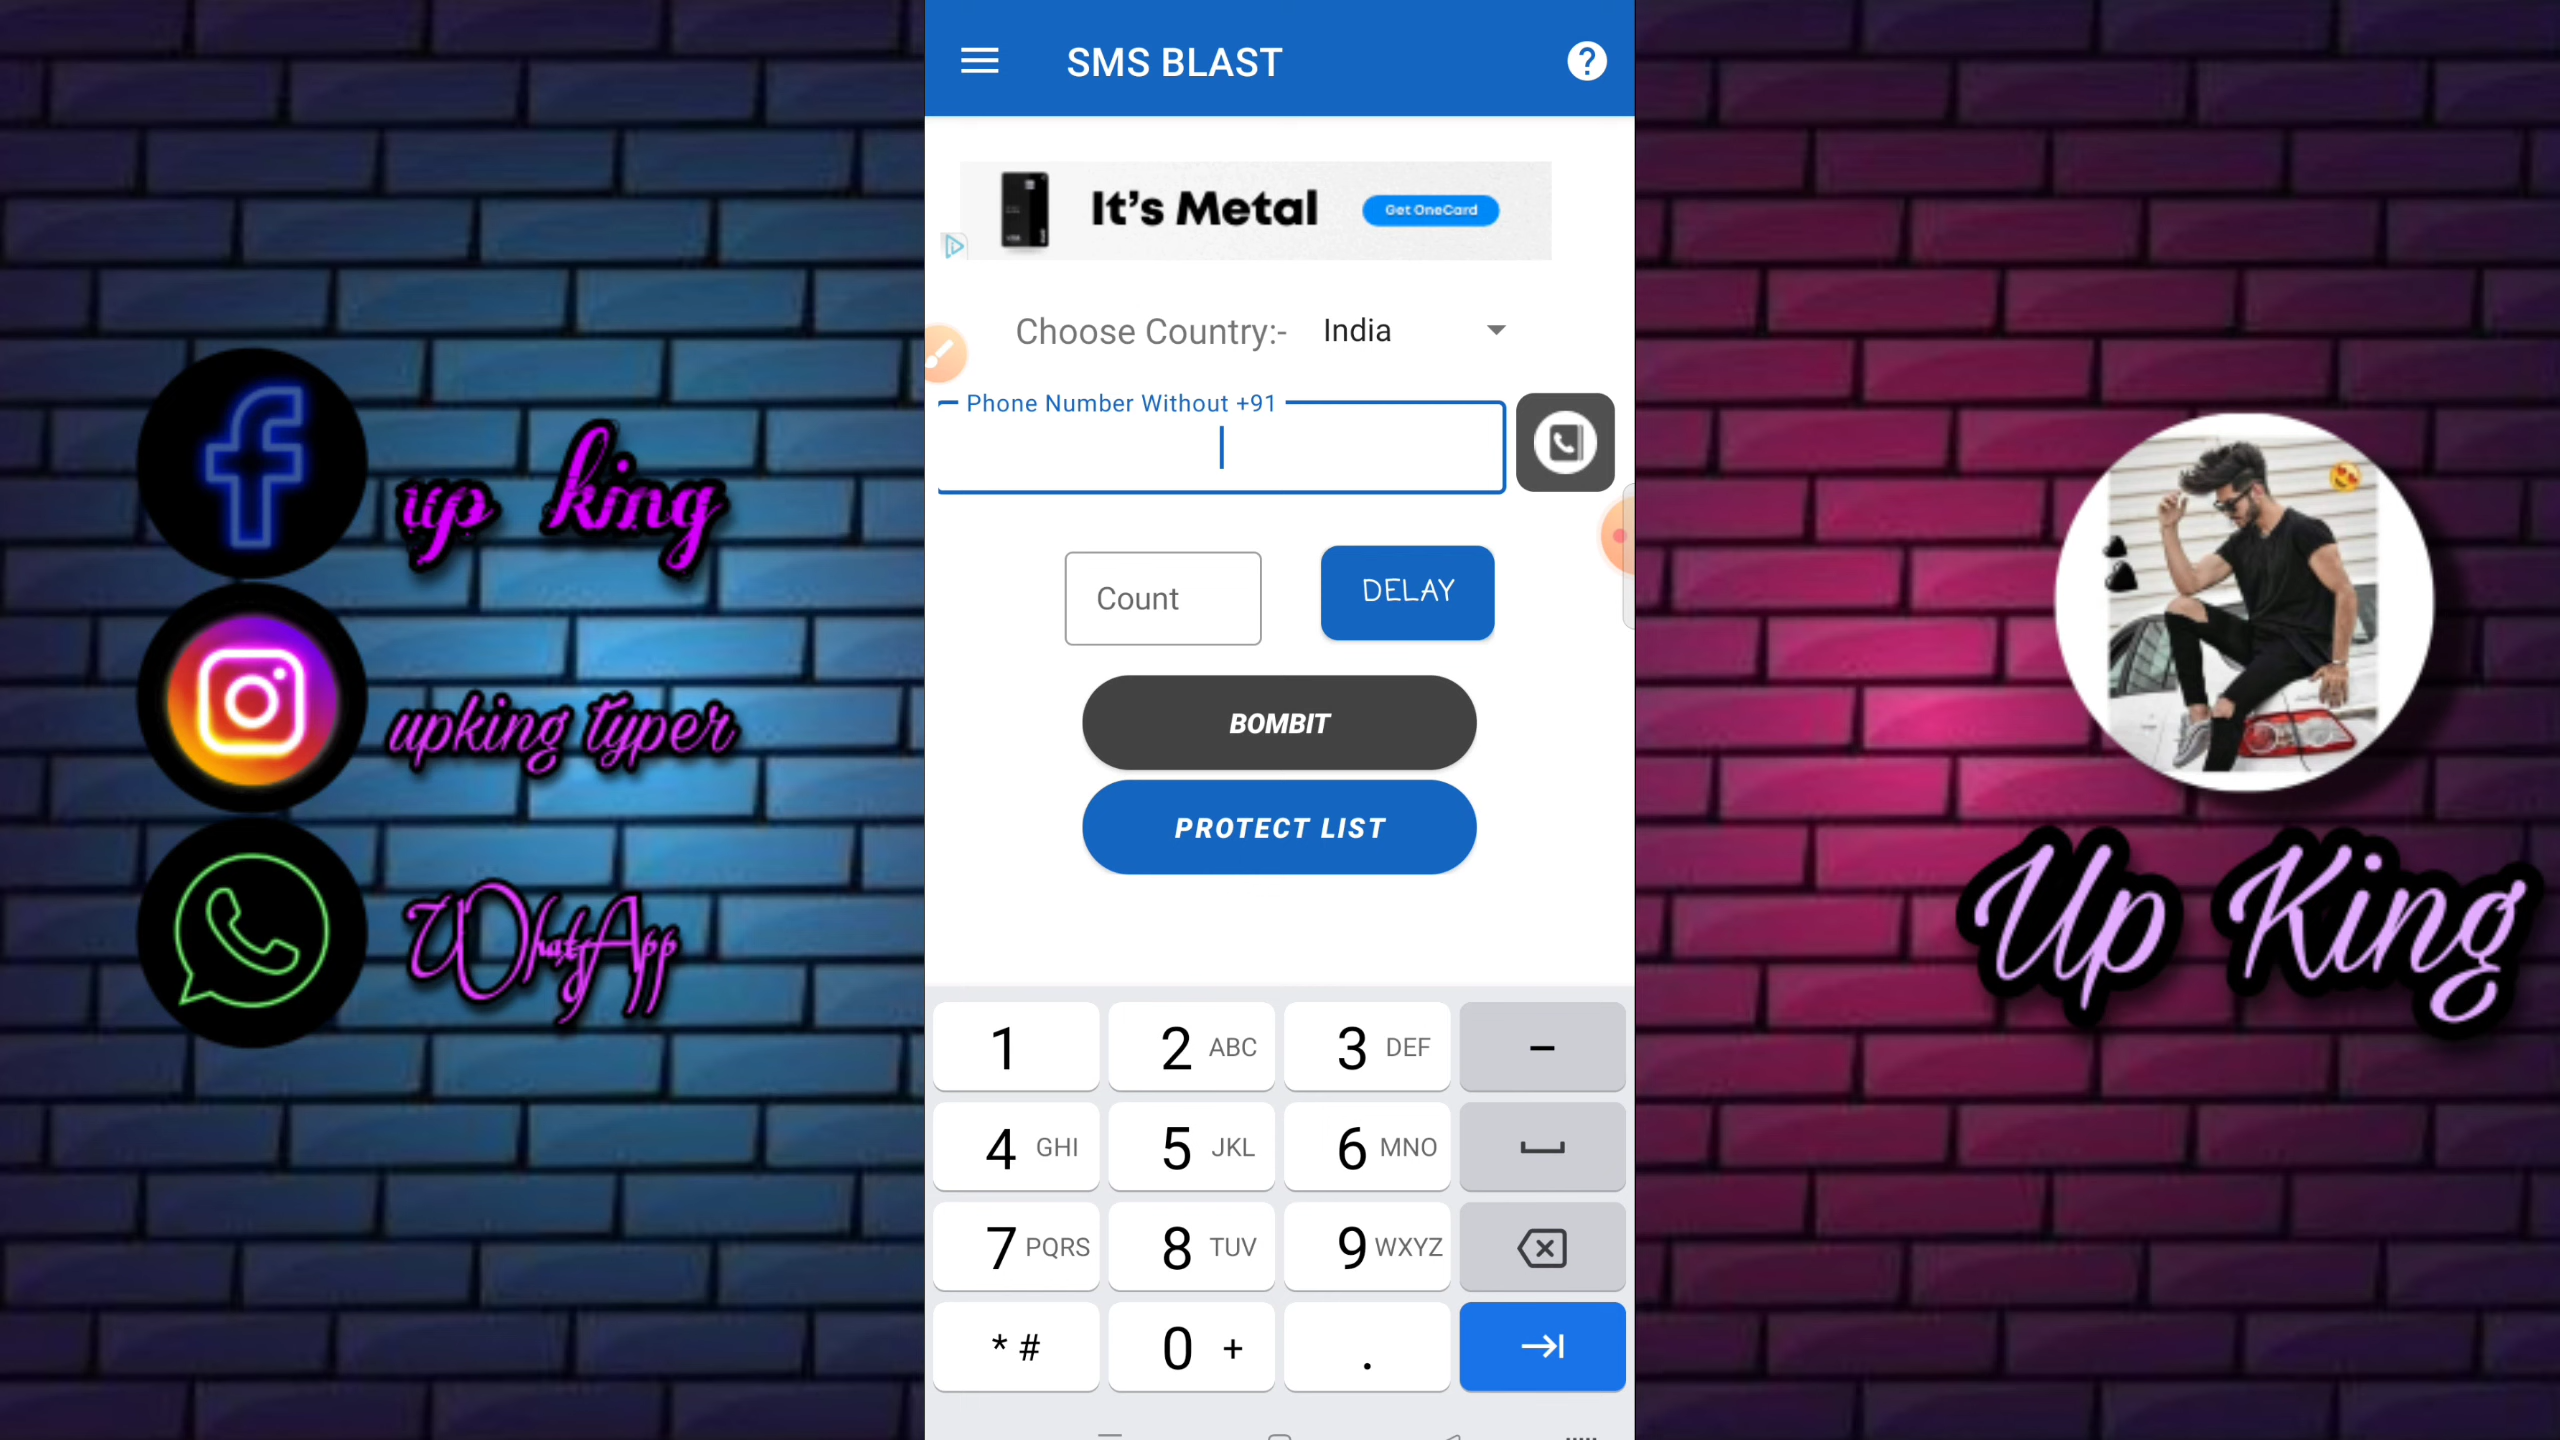 SMS BLAST
?
It's Metal
Get OneCard
Choose Country:- India
Phone Number Without +91
Count
DELAY
BOMBIT
PROTECT LIST
up king
upking typer
WhatsApp
Up King
1
2 ABC
3 DEF
–
4 GHI
5 JKL
6 MNO
7 PQRS
8 TUV
9 WXYZ
* #
0 +
.